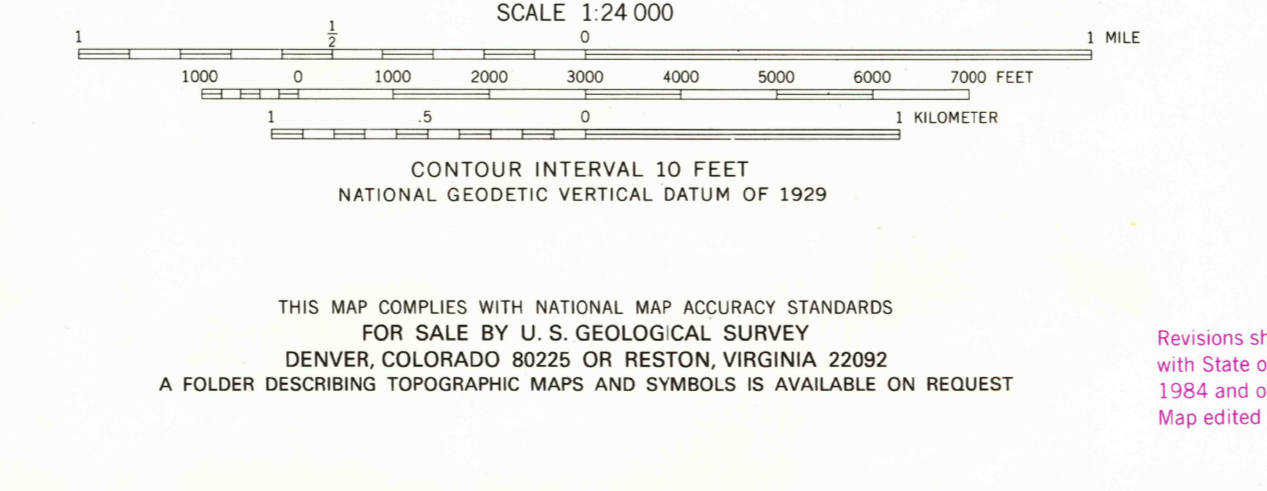 SCALE 1:24 000
1 1/2 0 1 MILE
1000 0 1000 2000 3000 4000 5000 6000 7000 FEET
1 .5 0 1 KILOMETER
CONTOUR INTERVAL 10 FEET
NATIONAL GEODETIC VERTICAL DATUM OF 1929
THIS MAP COMPLIES WITH NATIONAL MAP ACCURACY STANDARDS
FOR SALE BY U. S. GEOLOGICAL SURVEY
DENVER, COLORADO 80225 OR RESTON, VIRGINIA 22092
A FOLDER DESCRIBING TOPOGRAPHIC MAPS AND SYMBOLS IS AVAILABLE ON REQUEST
Revisions sh
with State o
1984 and o
Map edited